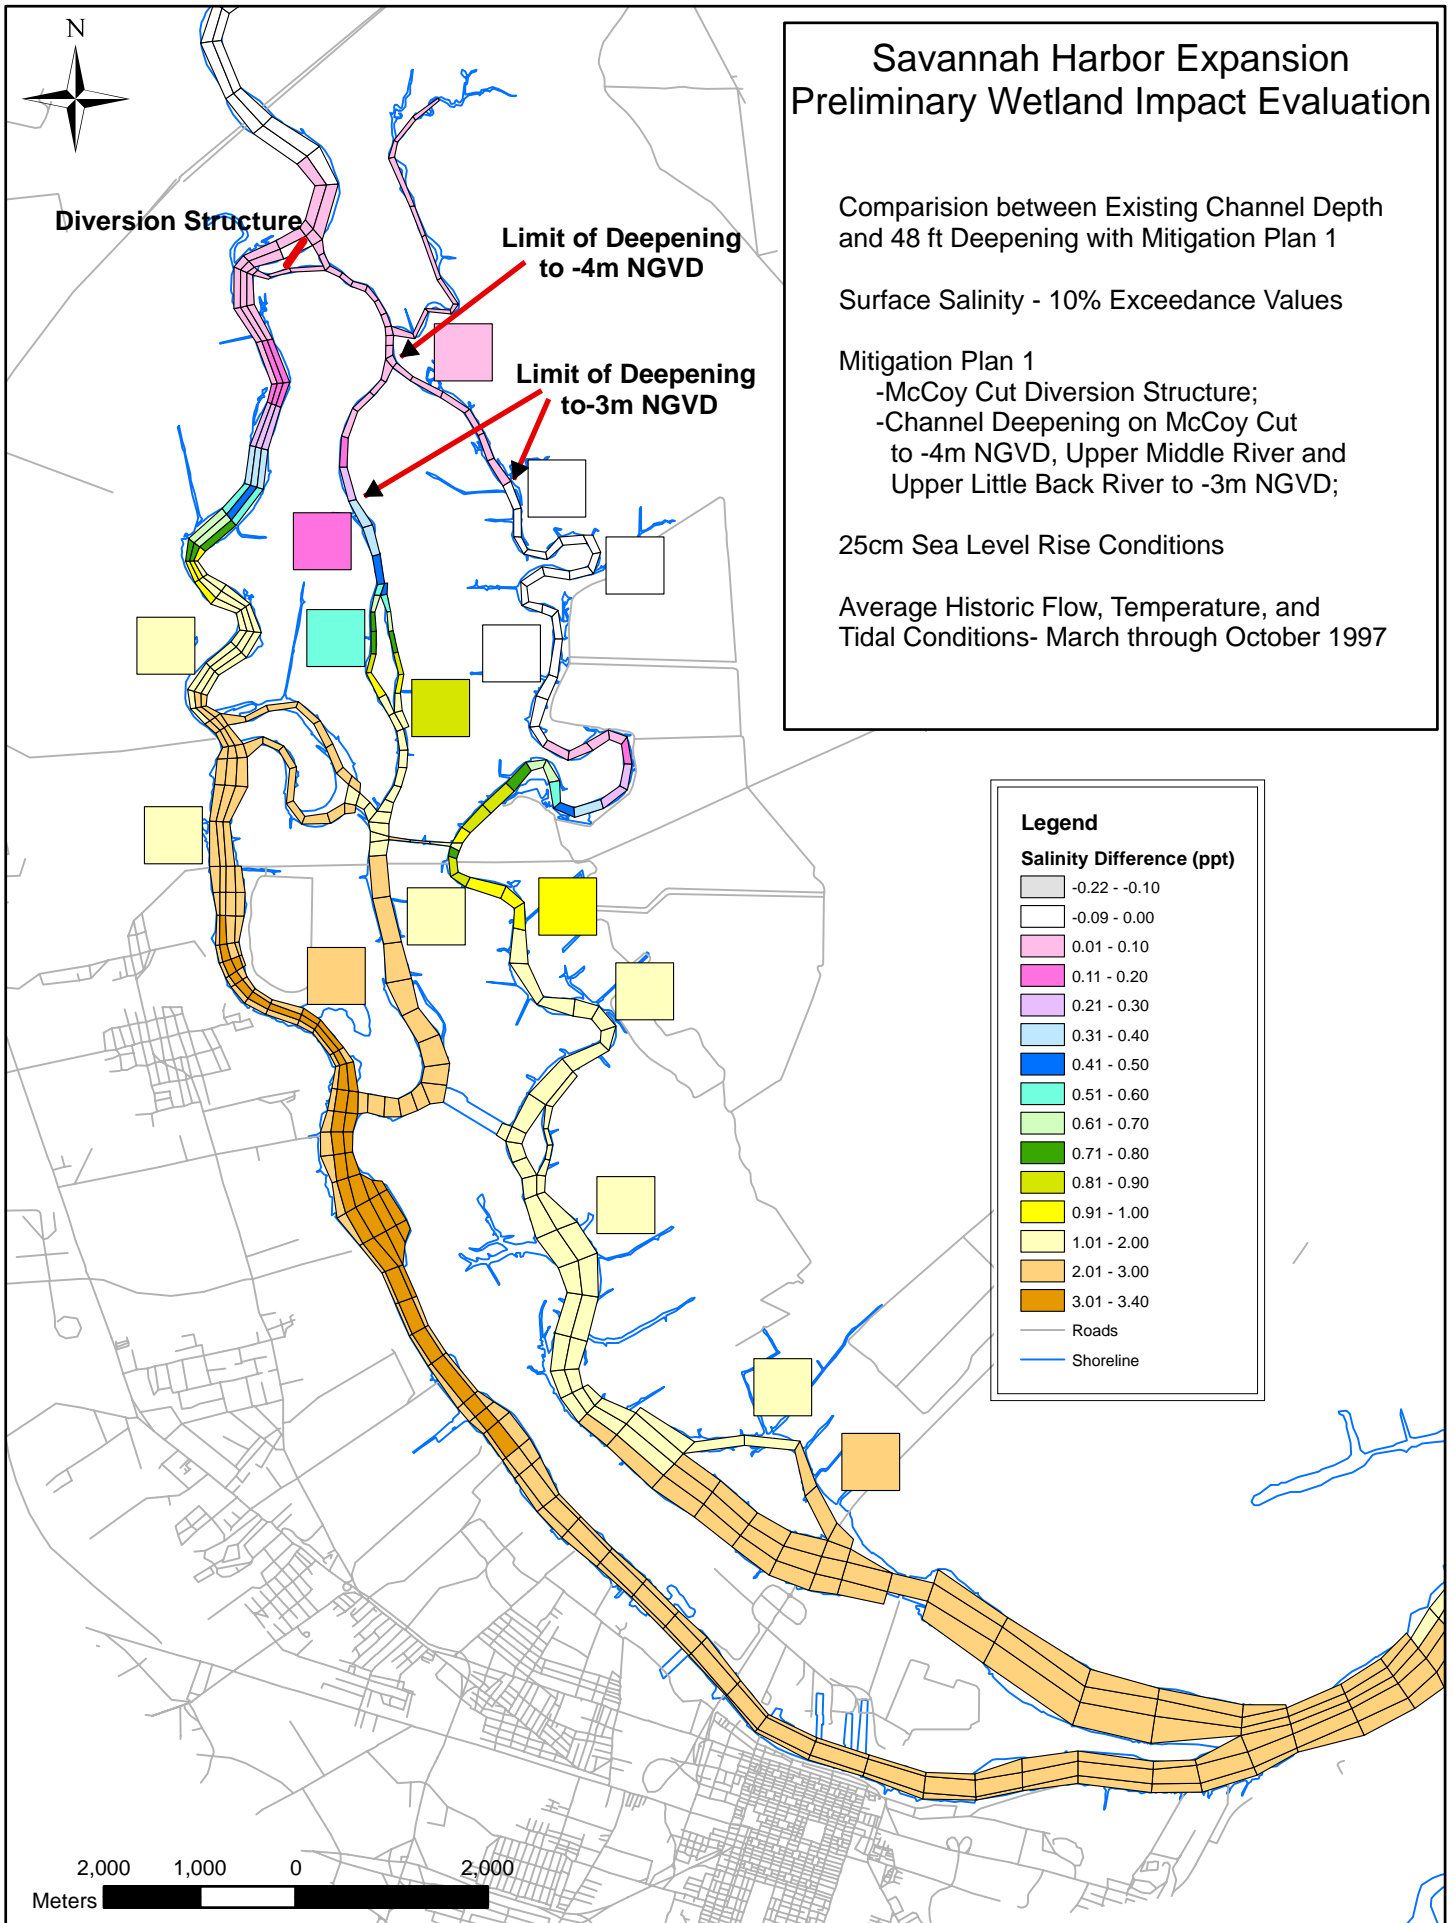 N
Savannah Harbor Expansion
Preliminary Wetland Impact Evaluation
Comparision between Existing Channel Depth
and 48 ft Deepening with Mitigation Plan 1
Surface Salinity - 10% Exceedance Values
Mitigation Plan 1
-McCoy Cut Diversion Structure;
-Channel Deepening on McCoy Cut
to -4m NGVD, Upper Middle River and
Upper Little Back River to -3m NGVD;
25cm Sea Level Rise Conditions
Average Historic Flow, Temperature, and
Tidal Conditions- March through October 1997
Diversion Structure
Limit of Deepening
to -4m NGVD
Limit of Deepening
to-3m NGVD
Legend
Salinity Difference (ppt)
-0.22 - -0.10
-0.09 - 0.00
0.01 - 0.10
0.11 - 0.20
0.21 - 0.30
0.31 - 0.40
0.41 - 0.50
0.51 - 0.60
0.61 - 0.70
0.71 - 0.80
0.81 - 0.90
0.91 - 1.00
1.01 - 2.00
2.01 - 3.00
3.01 - 3.40
Roads
Shoreline
2,000 1,000 0 2,000
Meters